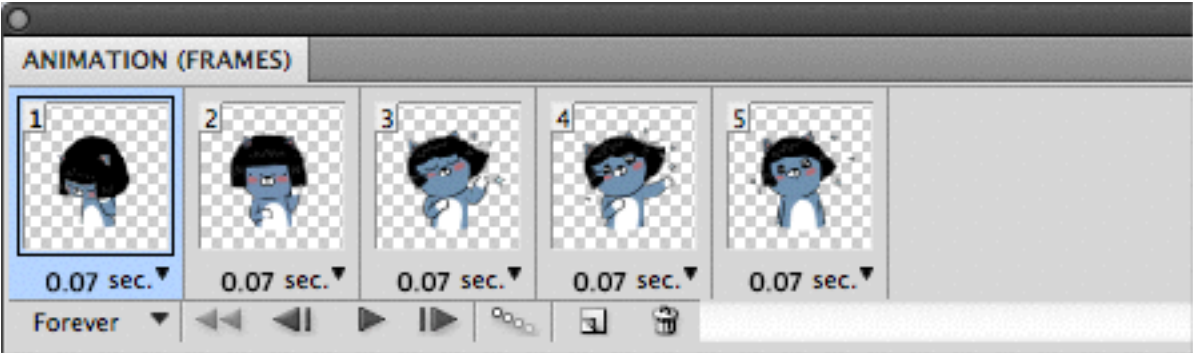 ANIMATION (FRAMES)
1 2 3 4 5
0.07 sec. 0.07 sec. 0.07 sec. 0.07 sec. 0.07 sec.
Forever